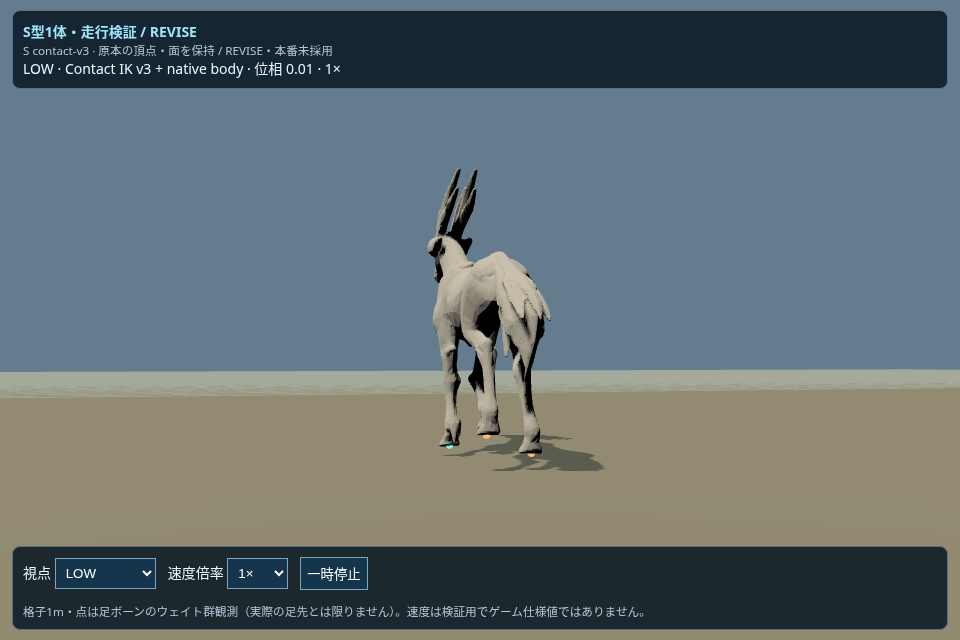 S型1体・走行検証 / REVISE
S contact-v3 · 原本の頂点・面を保持 / REVISE・本番未採用
LOW · Contact IK v3 + native body · 位相 0.01 · 1×
視点 LOW 速度倍率 1× 一時停止
格子1m・点は足ボーンのウェイト群観測（実際の足先とは限りません）。速度は検証用でゲーム仕様値ではありません。